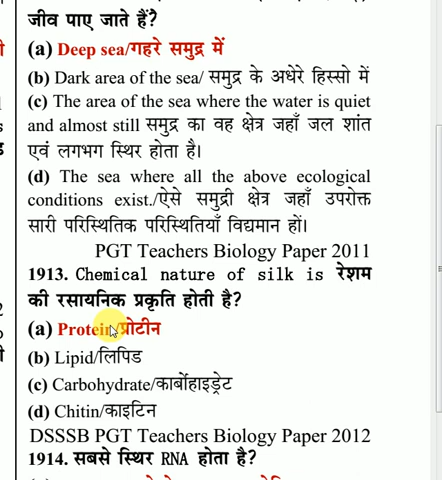 जीव पाए जाते हैं?
(a) Deep sea/गहरे समुद्र में
(b) Dark area of the sea/ समुद्र के अधेरे हिस्सो में
(c) The area of the sea where the water is quiet
and almost still समुद्र का वह क्षेत्र जहाँ जल शांत
एवं लगभग स्थिर होता है।
(d) The sea where all the above ecological
conditions exist./ऐसे समुद्री क्षेत्र जहाँ उपरोक्त
सारी परिस्थितिक परिस्थितियाँ विद्यमान हों।
PGT Teachers Biology Paper 2011
1913. Chemical nature of silk is रेशम
की रसायनिक प्रकृति होती है?
(a) Protein/प्रोटीन
(b) Lipid/लिपिड
(c) Carbohydrate/कार्बोहाइड्रेट
(d) Chitin/काइटिन
DSSSB PGT Teachers Biology Paper 2012
1914. सबसे स्थिर RNA होता है?